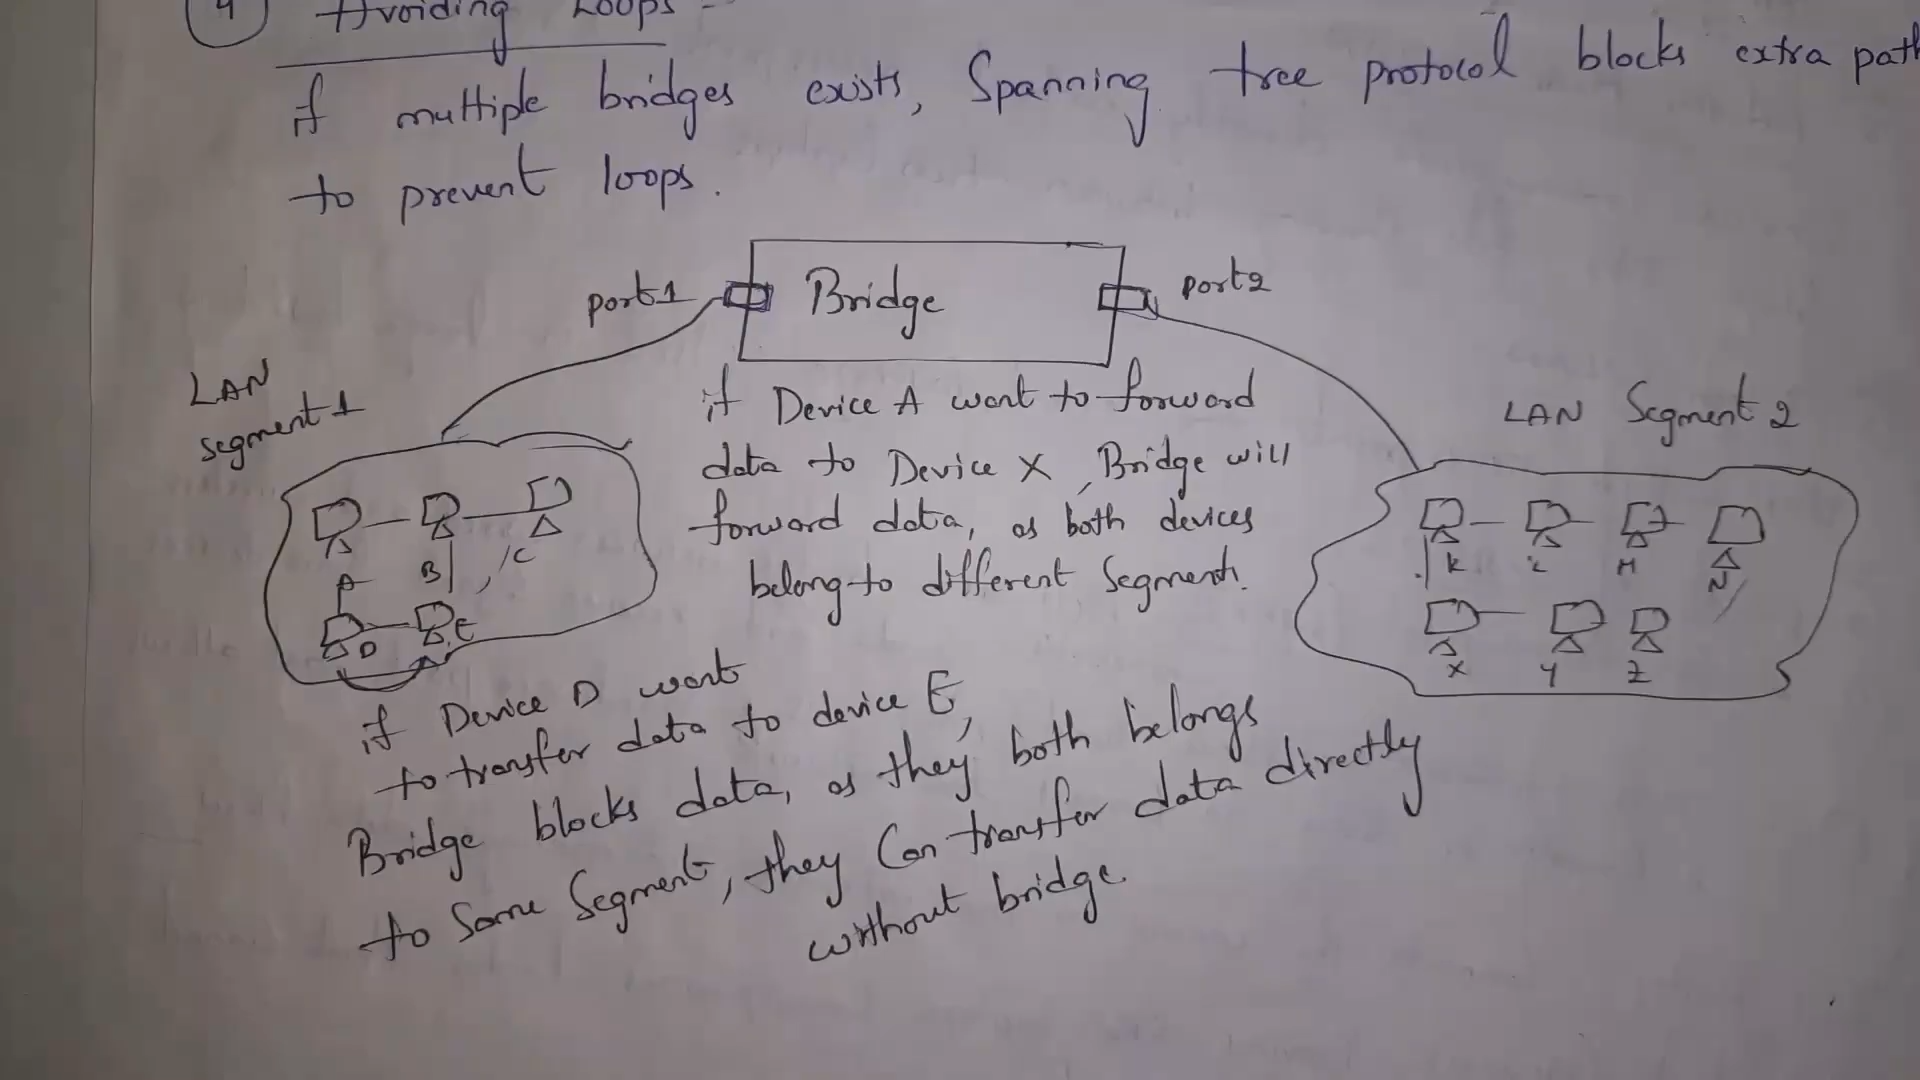 4 Avoiding Loops -
if multiple bridges exists, Spanning tree protocol blocks extra path
to prevent loops.
port1 Bridge port2
LAN
segment 1
LAN Segment 2
if Device A want to forward
data to Device X, Bridge will
forward data, as both devices
belong to different Segment.
A B C
D E
K L M N
X Y Z
if Device D want
to transfer data to device E,
Bridge blocks data, as they both belongs
to Same Segment, they Can transfer data directly
without bridge.